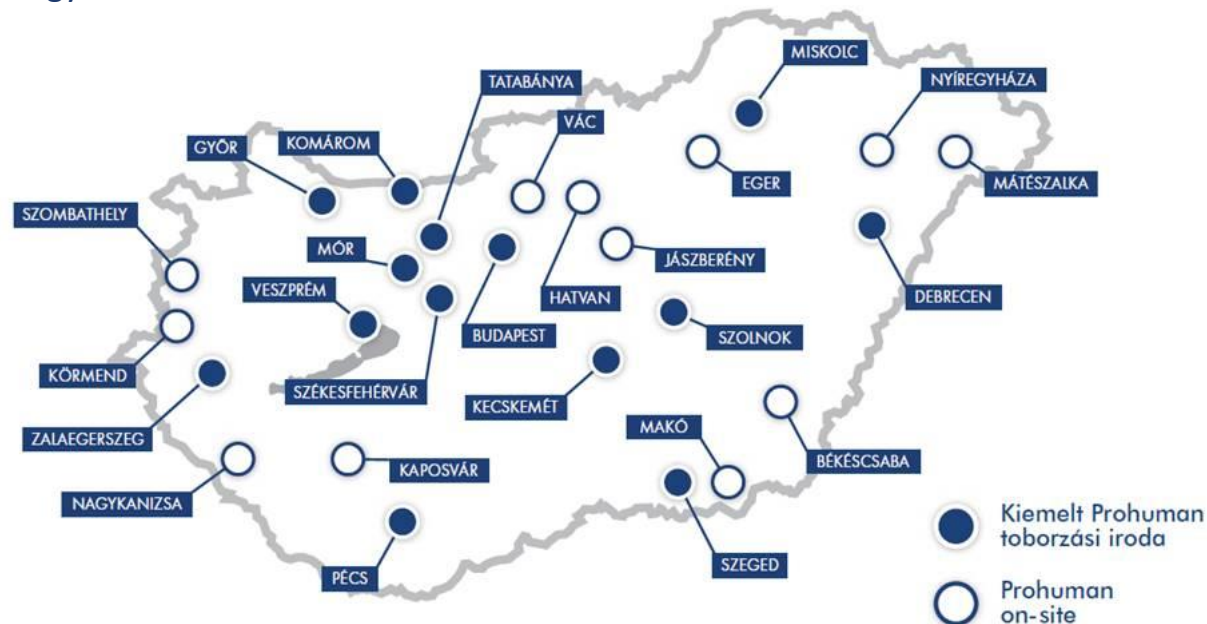 MISKOLC
TATABÁNYA
NYÍREGYHÁZA
VÁC
KOMÁROM
GYŐR
EGER
MÁTÉSZALKA
SZOMBATHELY
MÓR
JÁSZBERÉNY
VESZPRÉM
HATVAN
DEBRECEN
BUDAPEST
SZOLNOK
KÖRMEND
SZÉKESFEHÉRVÁR
KECSKEMÉT
MAKÓ
ZALAEGERSZEG
BÉKÉSCSABA
KAPOSVÁR
NAGYKANIZSA
Kiemelt Prohuman
toborzási iroda
SZEGED
PÉCS
Prohuman
on-site